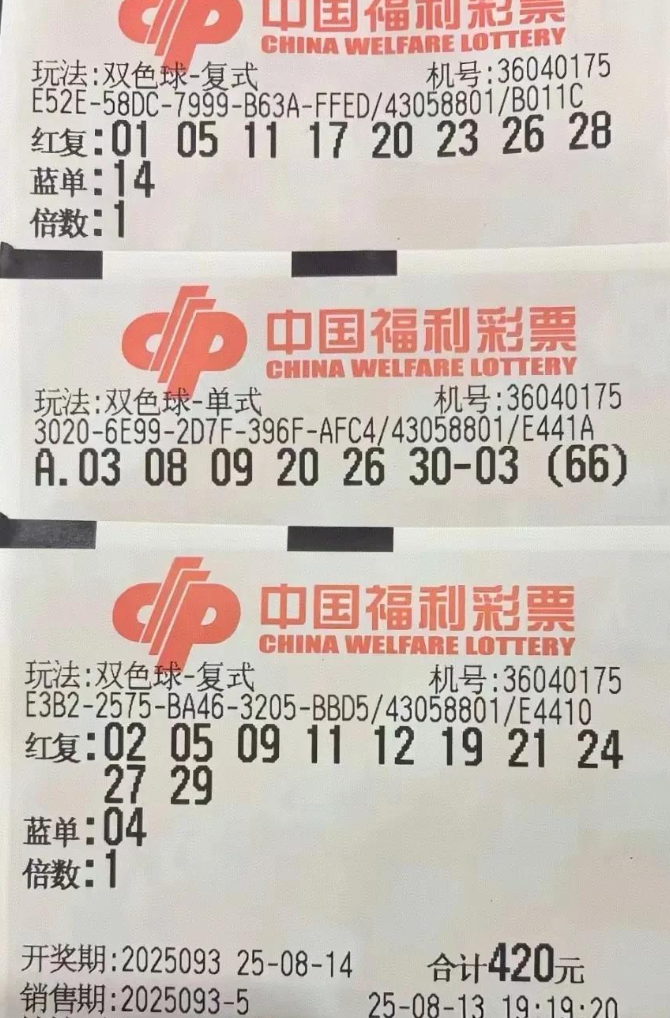 中国福利彩票
CHINA WELFARE LOTTERY
玩法:双色球-复式 机号:36040175
E52E-58DC-7999-B63A-FFED/43058801/B011C
红复:01 05 11 17 20 23 26 28
蓝单:14
倍数:1
中国福利彩票
CHINA WELFARE LOTTERY
玩法:双色球-单式 机号:36040175
3020-6E99-2D7F-396F-AFC4/43058801/E441A
A.03 08 09 20 26 30-03 (66)
中国福利彩票
CHINA WELFARE LOTTERY
玩法:双色球-复式 机号:36040175
E3B2-2575-BA46-3205-BBD5/43058801/E4410
红复:02 05 09 11 12 19 21 24
27 29
蓝单:04
倍数:1
开奖期:2025093 25-08-14 合计420元
销售期:2025093-5 25-08-13 19:19:20